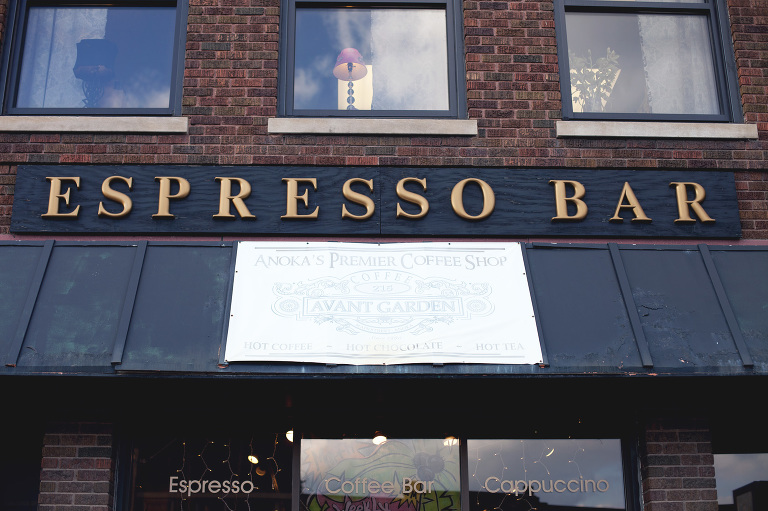 ESPRESSO BAR
ANOKA'S PREMIER COFFEE SHOP
COFFEE
216
AVANT GARDEN
HOT COFFEE ~ HOT CHOCOLATE ~ HOT TEA
Espresso
Coffee Bar
Cappuccino